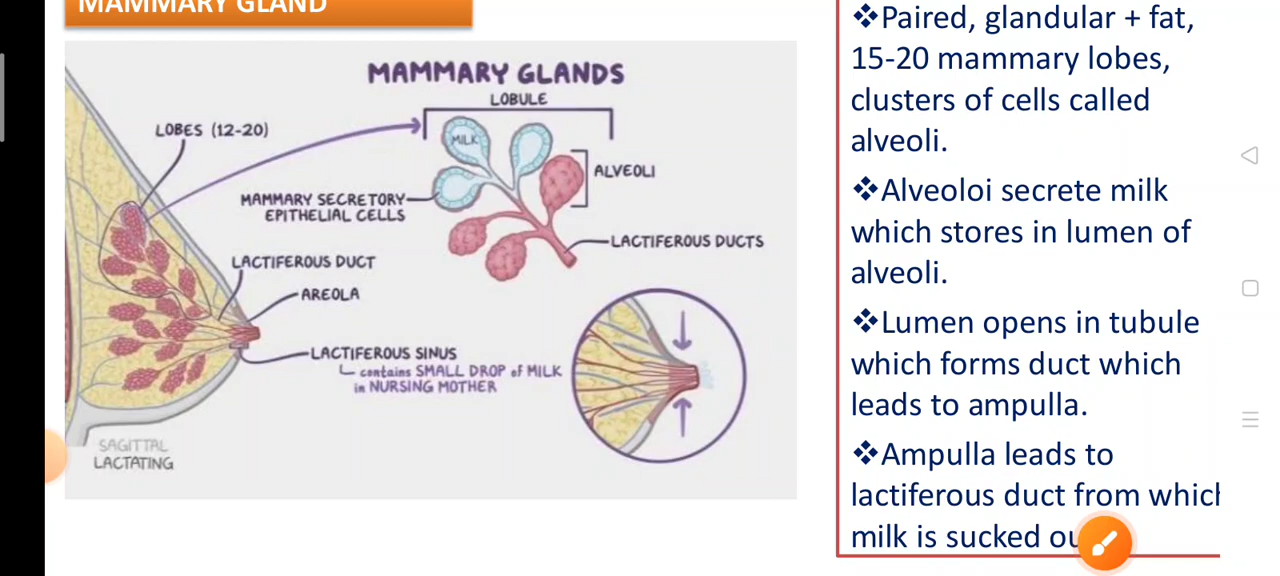 MAMMARY GLAND
MAMMARY GLANDS
LOBULE
LOBES (12-20)
MILK
ALVEOLI
MAMMARY SECRETORY
EPITHELIAL CELLS
LACTIFEROUS DUCTS
LACTIFEROUS DUCT
AREOLA
LACTIFEROUS SINUS
contains SMALL DROP of MILK
in NURSING MOTHER
SAGITTAL
LACTATING
❖Paired, glandular + fat,
15-20 mammary lobes,
clusters of cells called
alveoli.
❖Alveoloi secrete milk
which stores in lumen of
alveoli.
❖Lumen opens in tubule
which forms duct which
leads to ampulla.
❖Ampulla leads to
lactiferous duct from which
milk is sucked